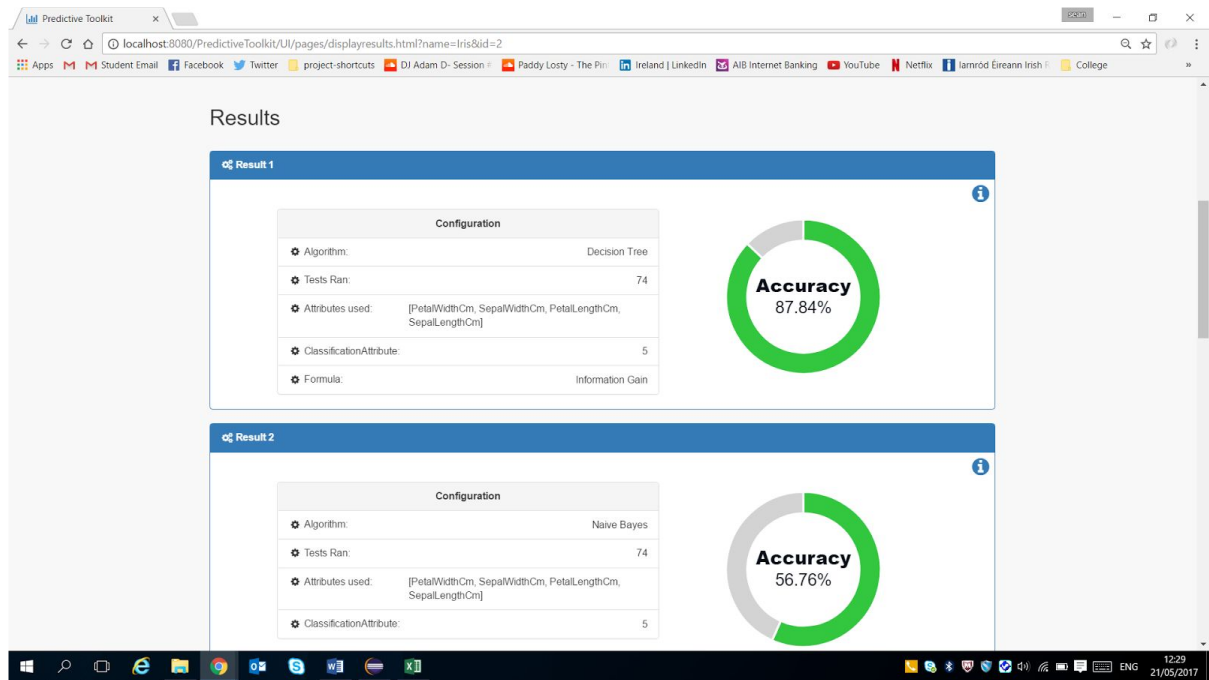 Predictive Toolkit
sean
localhost:8080/PredictiveToolkit/UI/pages/displayresults.html?name=Iris&id=2
Apps Student Email Facebook Twitter project-shortcuts DJ Adam D- Session Paddy Losty - The Pin Ireland | LinkedIn AIB Internet Banking YouTube Netflix Iarnród Éireann Irish College
Results
Result 1
Configuration
Algorithm: Decision Tree
Tests Ran: 74
Attributes used: [PetalWidthCm, SepalWidthCm, PetalLengthCm,
SepalLengthCm]
ClassificationAttribute: 5
Formula: Information Gain
Accuracy
87.84%
Result 2
Configuration
Algorithm: Naive Bayes
Tests Ran: 74
Attributes used: [PetalWidthCm, SepalWidthCm, PetalLengthCm,
SepalLengthCm]
ClassificationAttribute: 5
Accuracy
56.76%
ENG
12:29
21/05/2017